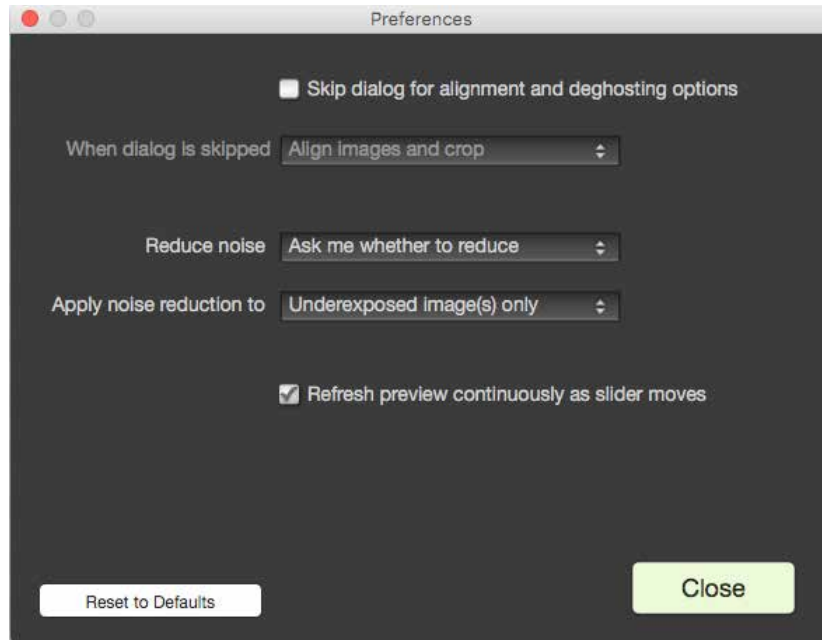 Preferences
Skip dialog for alignment and deghosting options
When dialog is skipped Align images and crop
Reduce noise Ask me whether to reduce
Apply noise reduction to Underexposed image(s) only
Refresh preview continuously as slider moves
Reset to Defaults Close